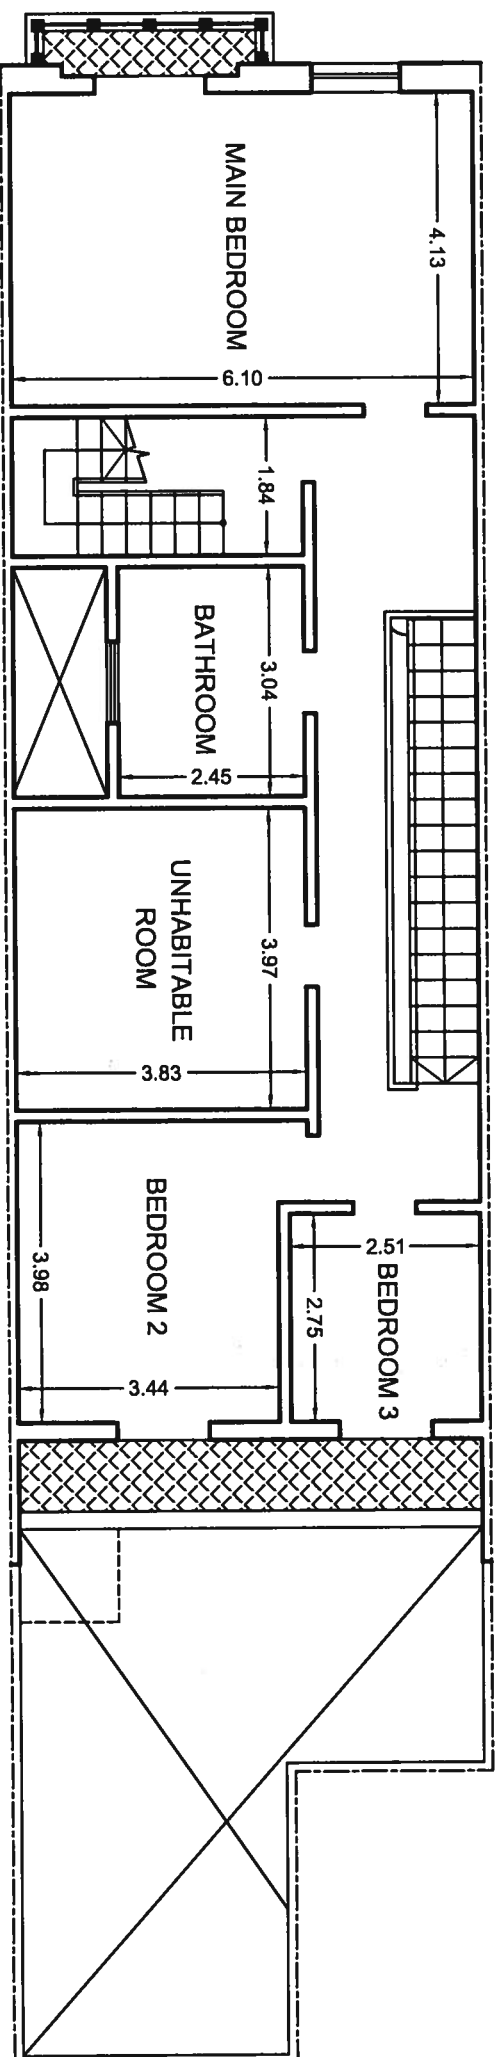 4.13
MAIN BEDROOM
6.10
1.84
BATHROOM
3.04
2.45
UNHABITABLE
ROOM
3.97
3.83
BEDROOM 2
3.98
3.44
2.51
BEDROOM 3
2.75